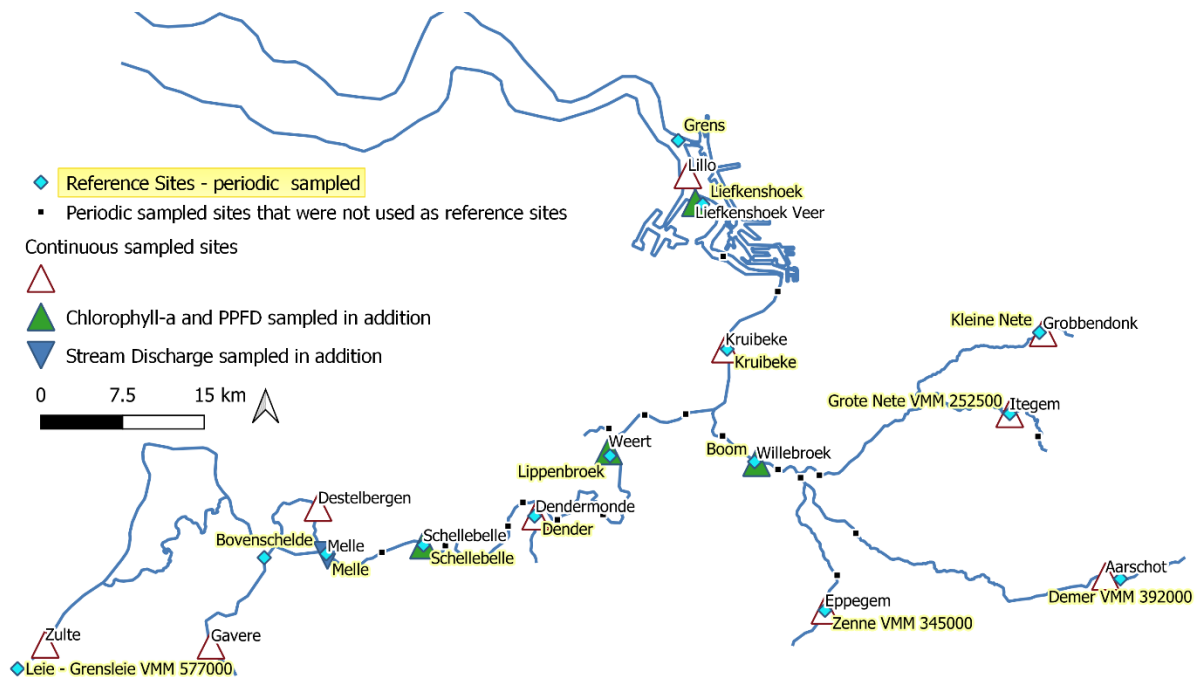 Grens
Lillo
Reference Sites - periodic sampled
Liefkenshoek
Periodic sampled sites that were not used as reference sites
Liefkenshoek Veer
Continuous sampled sites
Chlorophyll-a and PPFD sampled in addition
Stream Discharge sampled in addition
0 7.5 15 km
Kleine Nete
Grobbendonk
Kruibeke
Kruibeke
Grote Nete VMM 252500
Itegem
Weert
Lippenbroek
Boom
Willebroek
Destelbergen
Dendermonde
Dender
Bovenschelde
Melle
Melle
Schellebelle
Schellebelle
Aarschot
Demer VMM 392000
Eppegem
Zenne VMM 345000
Zulte
Gavere
Leie - Grensleie VMM 577000